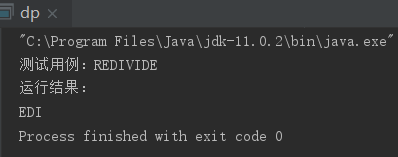 dp ×
"C:\Program Files\Java\jdk-11.0.2\bin\java.exe"
测试用例：REDIVIDE
运行结果：
EDI
Process finished with exit code 0